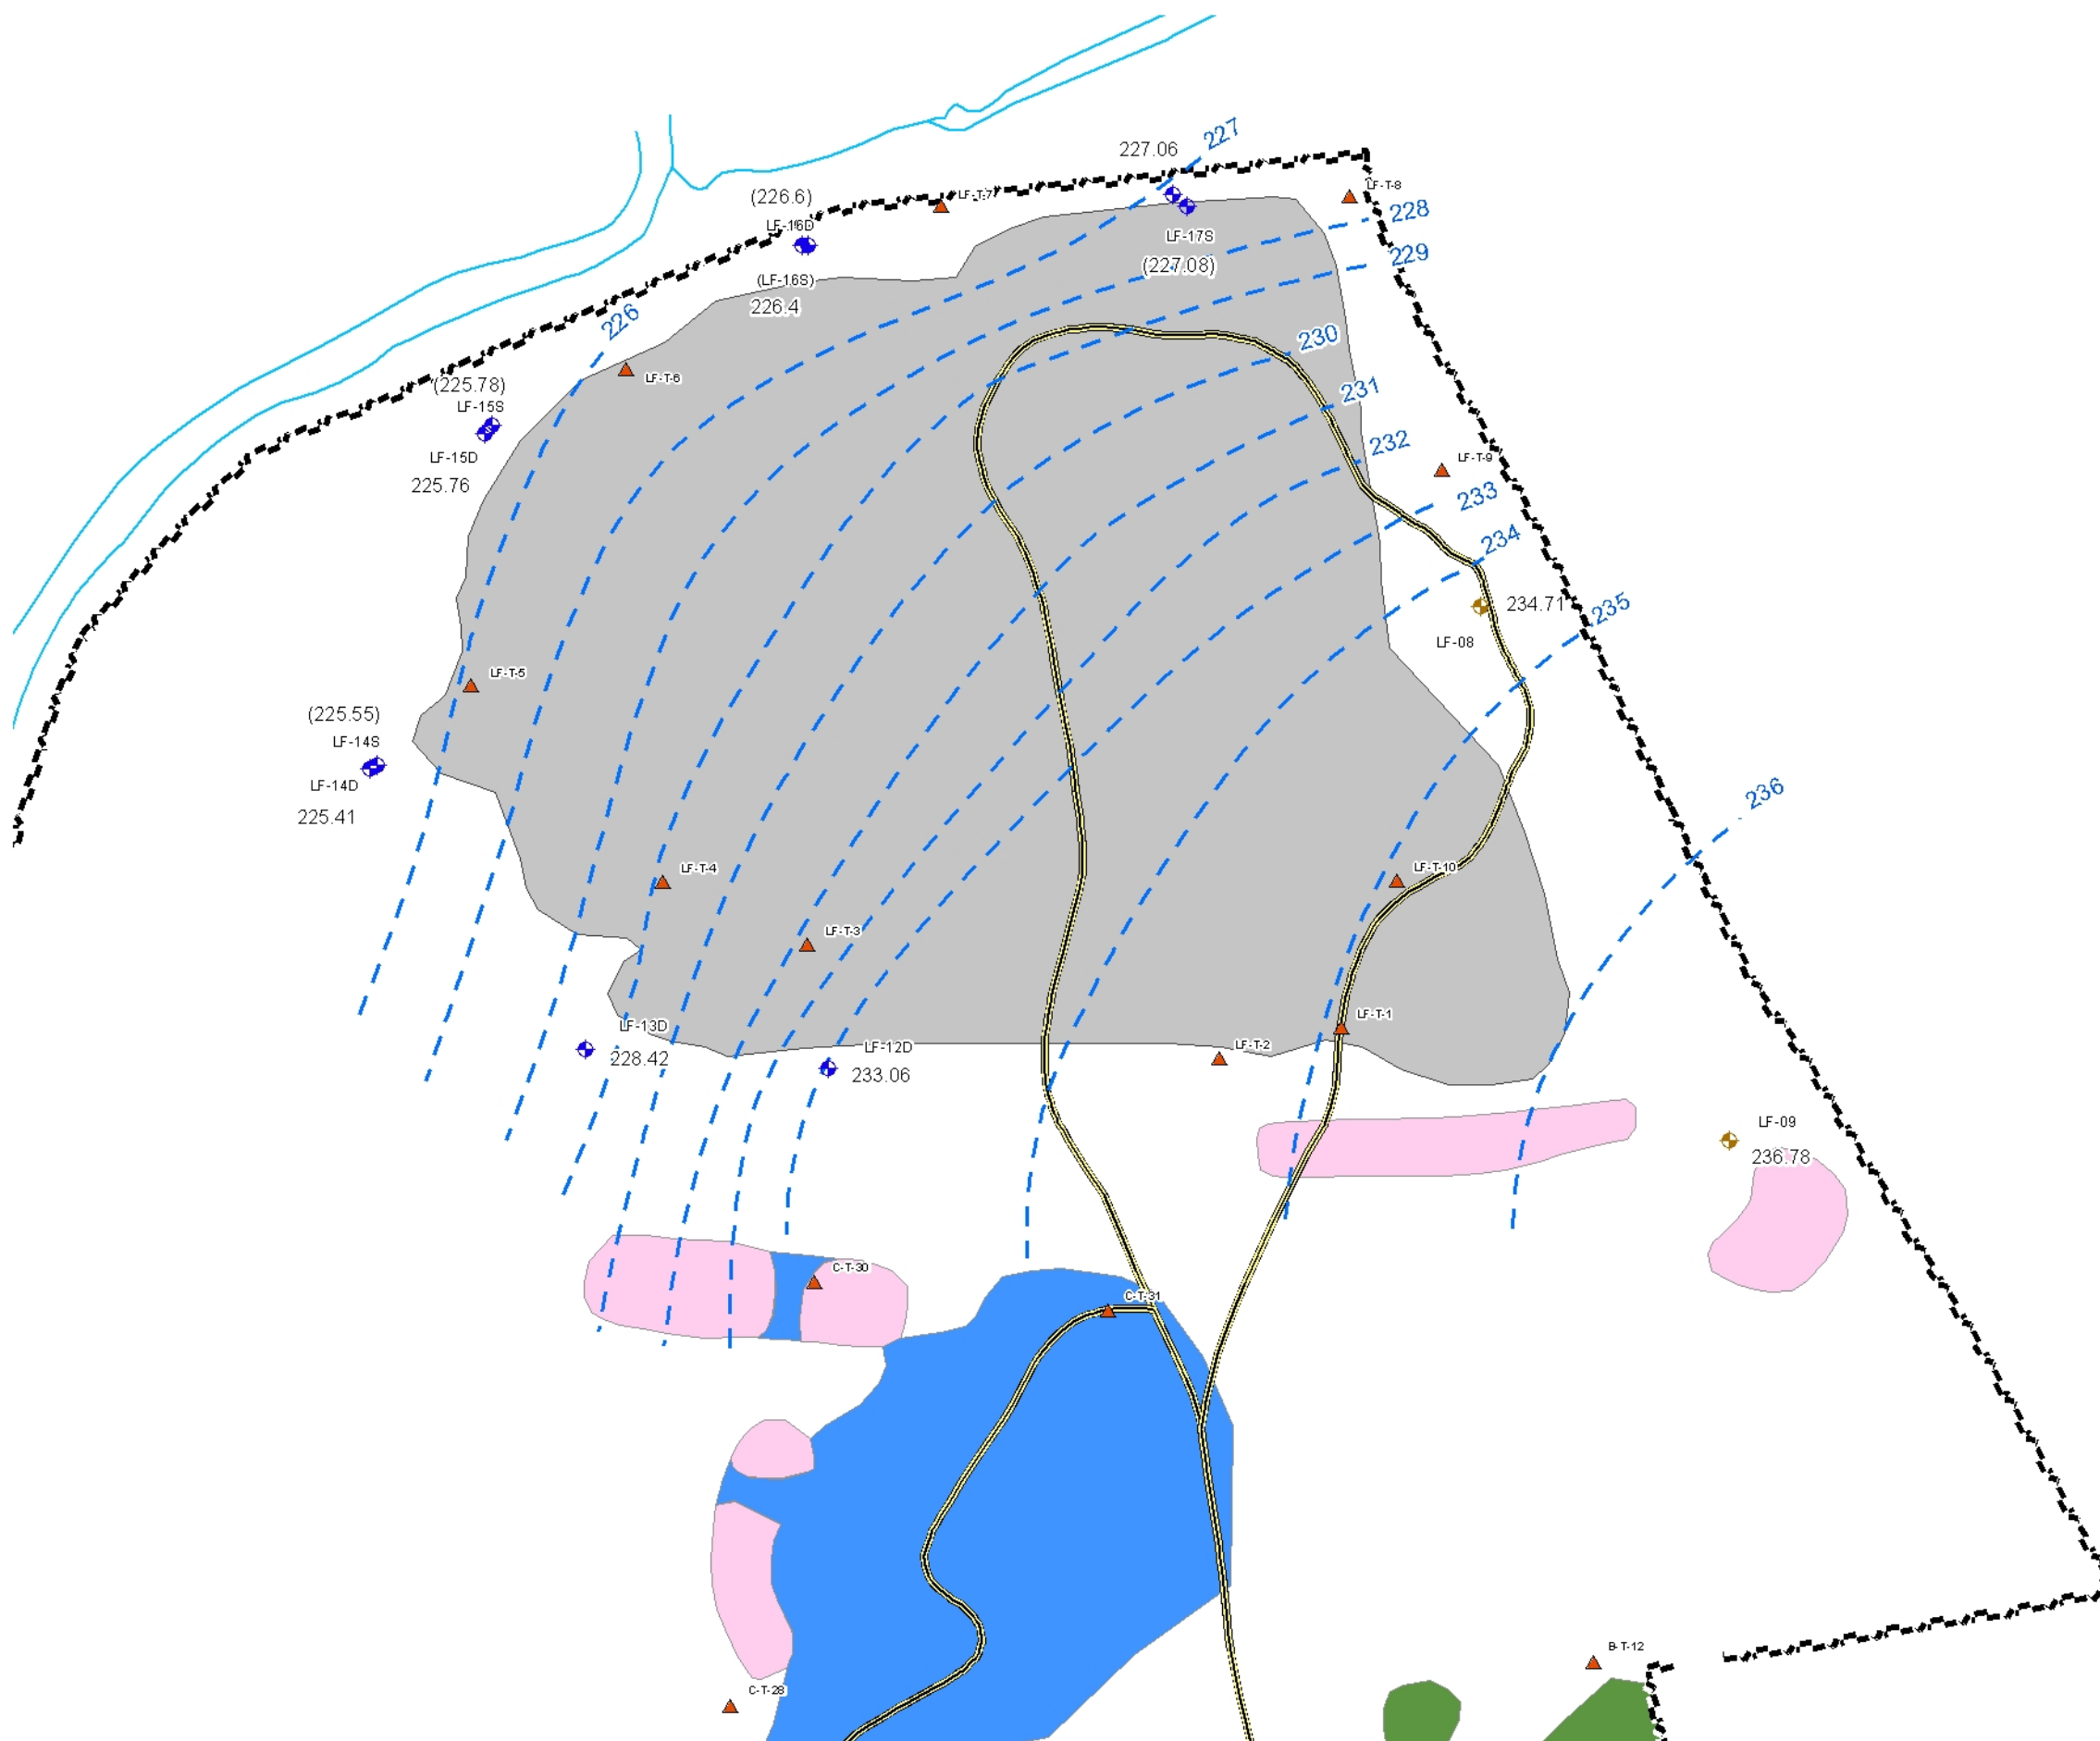 227
227.06
LF-T-8
(226.6)
LF-T-7
228
LF-16D
LF-17S
229
(227.08)
(LF-16S)
226.4
226
230
LF-T-6
(225.78)
231
LF-15S
232
LF-15D
LF-T-9
225.76
233
234
234.71
235
LF-08
LF-T-5
(225.55)
LF-14S
LF-14D
236
225.41
LF-T-4
LF-T-10
LF-T-3
LF-T-1
LF-13D
LF-T-2
LF-12D
228.42
233.06
LF-09
236.78
C-T-30
C-T-31
B-T-12
C-T-28